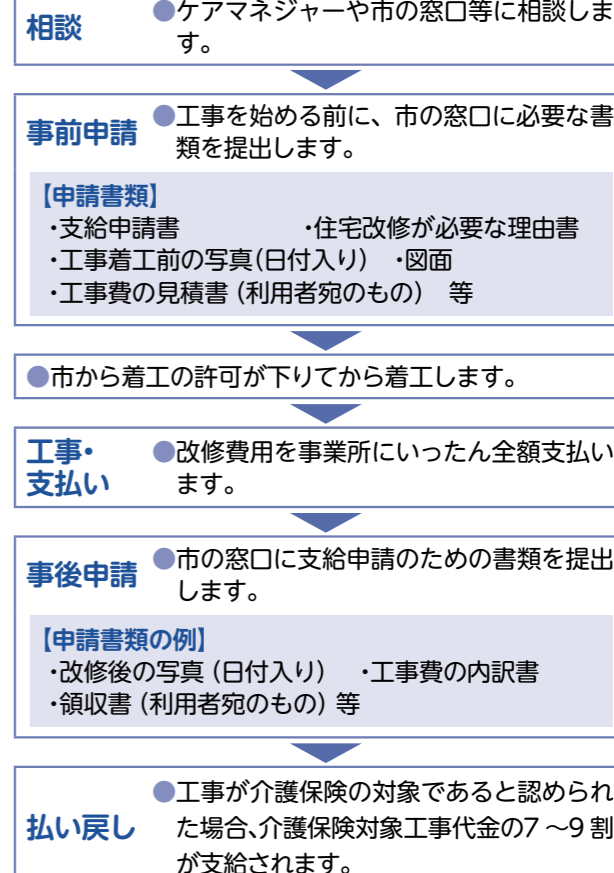 相談
●ケアマネジャーや市の窓口等に相談しま
す。
事前申請
●工事を始める前に、市の窓口に必要な書
類を提出します。
【申請書類】
・支給申請書　・住宅改修が必要な理由書
・工事着工前の写真(日付入り)　・図面
・工事費の見積書(利用者宛のもの)　等
●市から着工の許可が下りてから着工します。
工事・
支払い
●改修費用を事業所にいったん全額支払い
ます。
事後申請
●市の窓口に支給申請のための書類を提出
します。
【申請書類の例】
・改修後の写真(日付入り)　・工事費の内訳書
・領収書(利用者宛のもの)等
払い戻し
●工事が介護保険の対象であると認められ
た場合、介護保険対象工事代金の7～9割
が支給されます。